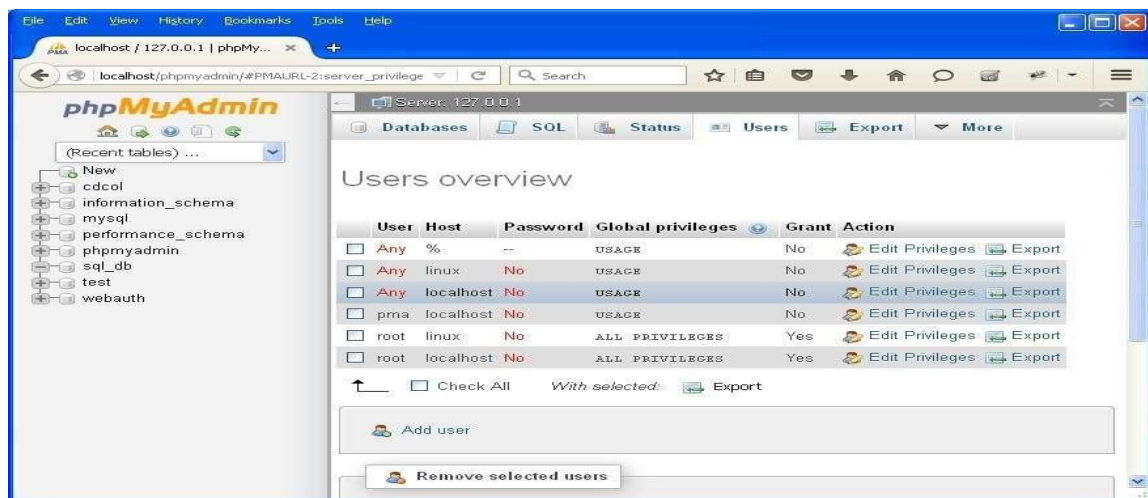 File Edit View History Bookmarks Tools Help
localhost / 127.0.0.1 | phpMy... × +
localhost/phpmyadmin/#PMAURL-2:server_privilege Search
phpMyAdmin
(Recent tables) ...
New
cdcol
information_schema
mysql
performance_schema
phpmyadmin
sql_db
test
webauth
Server: 127.0.0.1
Databases SQL Status Users Export More
Users overview
User Host Password Global privileges Grant Action
Any % -- USAGE No Edit Privileges Export
Any linux No USAGE No Edit Privileges Export
Any localhost No USAGE No Edit Privileges Export
pma localhost No USAGE No Edit Privileges Export
root linux No ALL PRIVILEGES Yes Edit Privileges Export
root localhost No ALL PRIVILEGES Yes Edit Privileges Export
Check All With selected: Export
Add user
Remove selected users